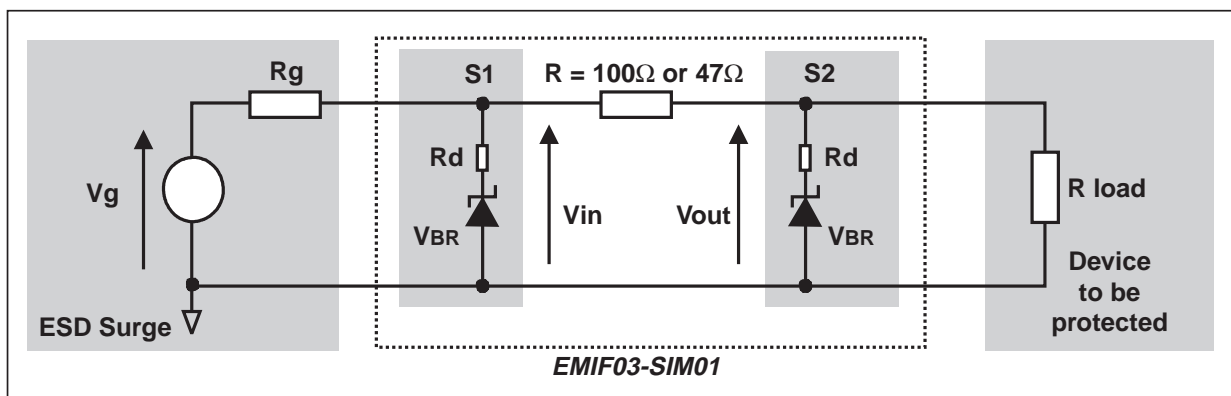 Rg
S1
R = 100Ω or 47Ω
S2
Rd
Rd
Vg
Vin
Vout
R load
VBR
VBR
ESD Surge
Device
to be
protected
EMIF03-SIM01